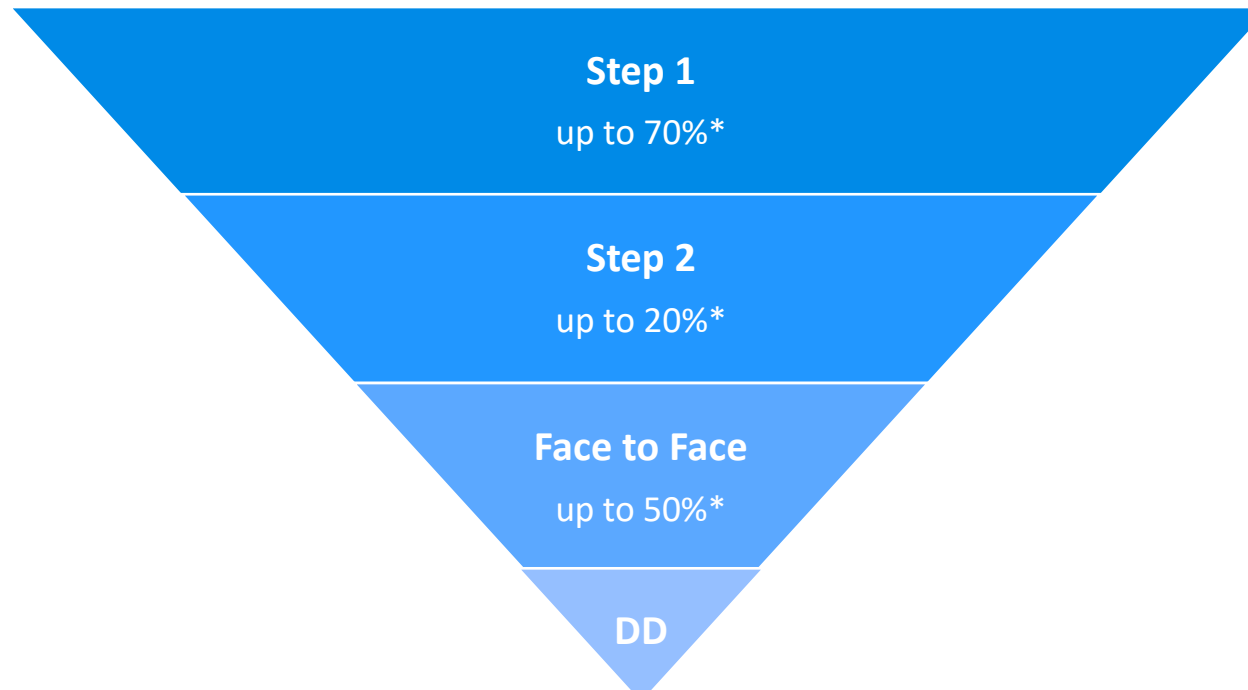 Step 1
up to 70%*
Step 2
up to 20%*
Face to Face
up to 50%*
DD